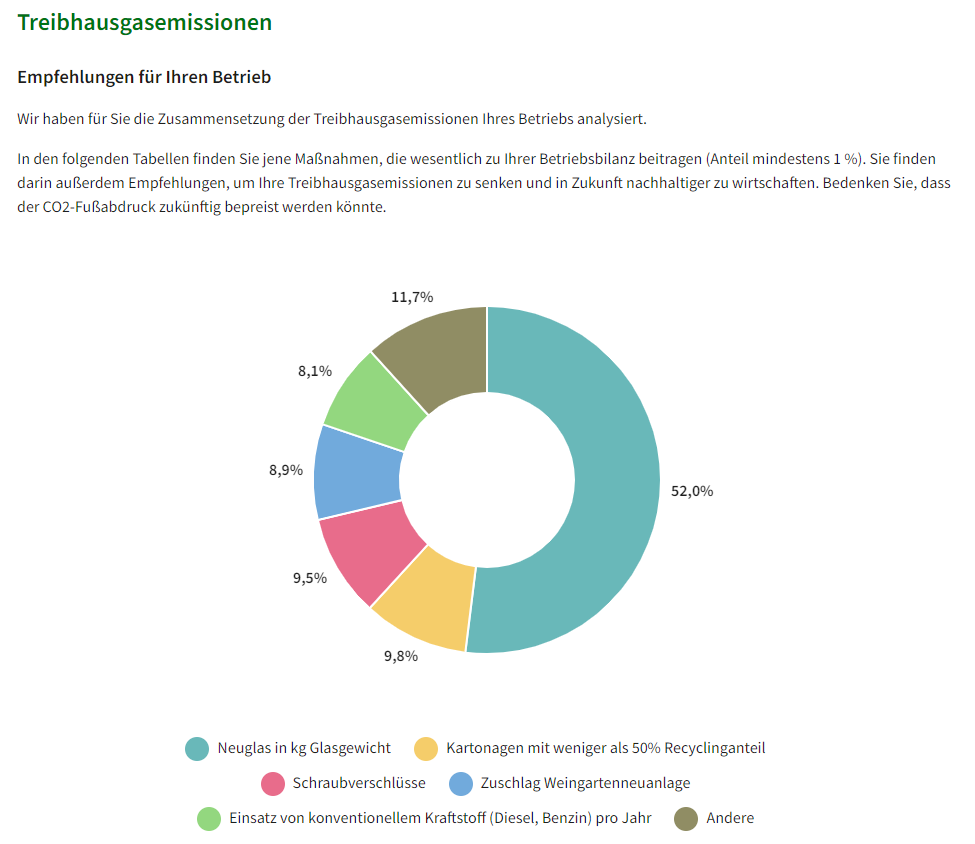 Treibhausgasemissionen
Empfehlungen für Ihren Betrieb
Wir haben für Sie die Zusammensetzung der Treibhausgasemissionen Ihres Betriebs analysiert.
In den folgenden Tabellen finden Sie jene Maßnahmen, die wesentlich zu Ihrer Betriebsbilanz beitragen (Anteil mindestens 1 %). Sie finden
darin außerdem Empfehlungen, um Ihre Treibhausgasemissionen zu senken und in Zukunft nachhaltiger zu wirtschaften. Bedenken Sie, dass
der CO2-Fußabdruck zukünftig bepreist werden könnte.
11,7%
8,1%
8,9%
52,0%
9,5%
9,8%
Neuglas in kg Glasgewicht Kartonagen mit weniger als 50% Recyclinganteil
Schraubverschlüsse Zuschlag Weingartenneuanlage
Einsatz von konventionellem Kraftstoff (Diesel, Benzin) pro Jahr Andere